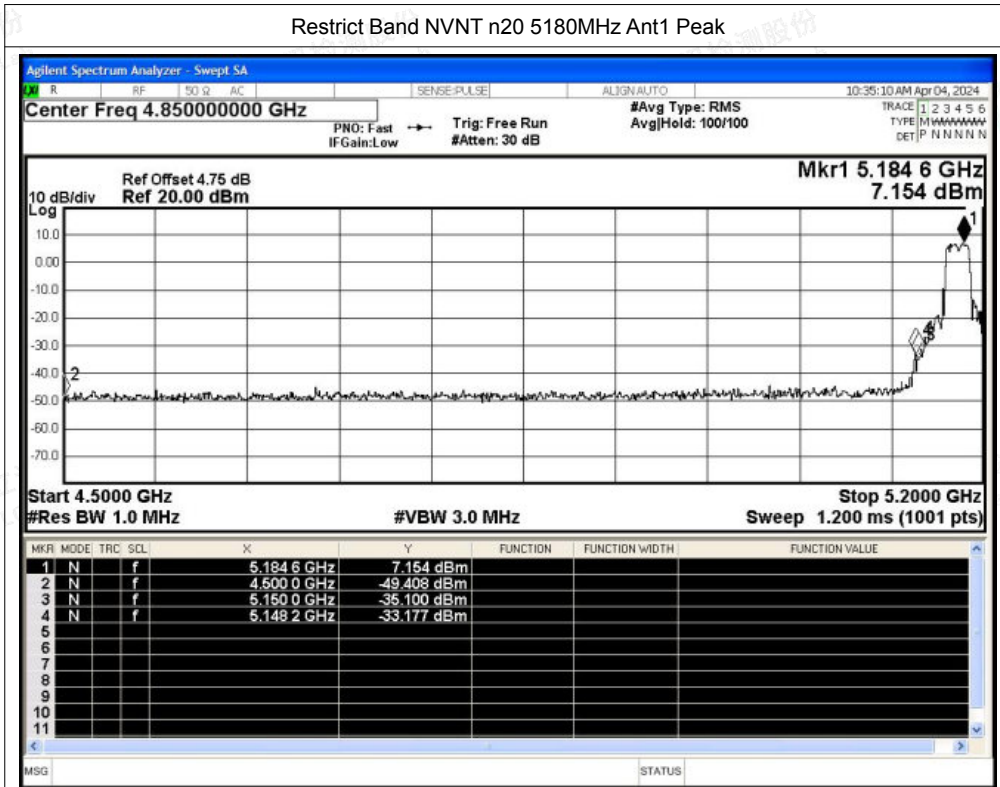 Restrict Band NVNT n20 5180MHz Ant1 Peak
Agilent Spectrum Analyzer - Swept SA
R RF 50 Ω AC SENSE:PULSE ALIGNAUTO 10:35:10 AM Apr 04, 2024
Center Freq 4.850000000 GHz #Avg Type: RMS TRACE 1 2 3 4 5 6
PNO: Fast Trig: Free Run Avg|Hold: 100/100 TYPE M WWWWW
IFGain:Low #Atten: 30 dB DET P N N N N N
Mkr1 5.184 6 GHz
Ref Offset 4.75 dB
10 dB/div Ref 20.00 dBm 7.154 dBm
Log
1
10.0
0.00
-10.0
-20.0
-30.0
-40.0
2
-50.0
-60.0
-70.0
Start 4.5000 GHz Stop 5.2000 GHz
#Res BW 1.0 MHz #VBW 3.0 MHz Sweep 1.200 ms (1001 pts)
MKR MODE TRC SCL X Y FUNCTION FUNCTION WIDTH FUNCTION VALUE
1 N f 5.184 6 GHz 7.154 dBm
2 N f 4.500 0 GHz -49.408 dBm
3 N f 5.150 0 GHz -35.100 dBm
4 N f 5.148 2 GHz -33.177 dBm
5
6
7
8
9
10
11
MSG STATUS